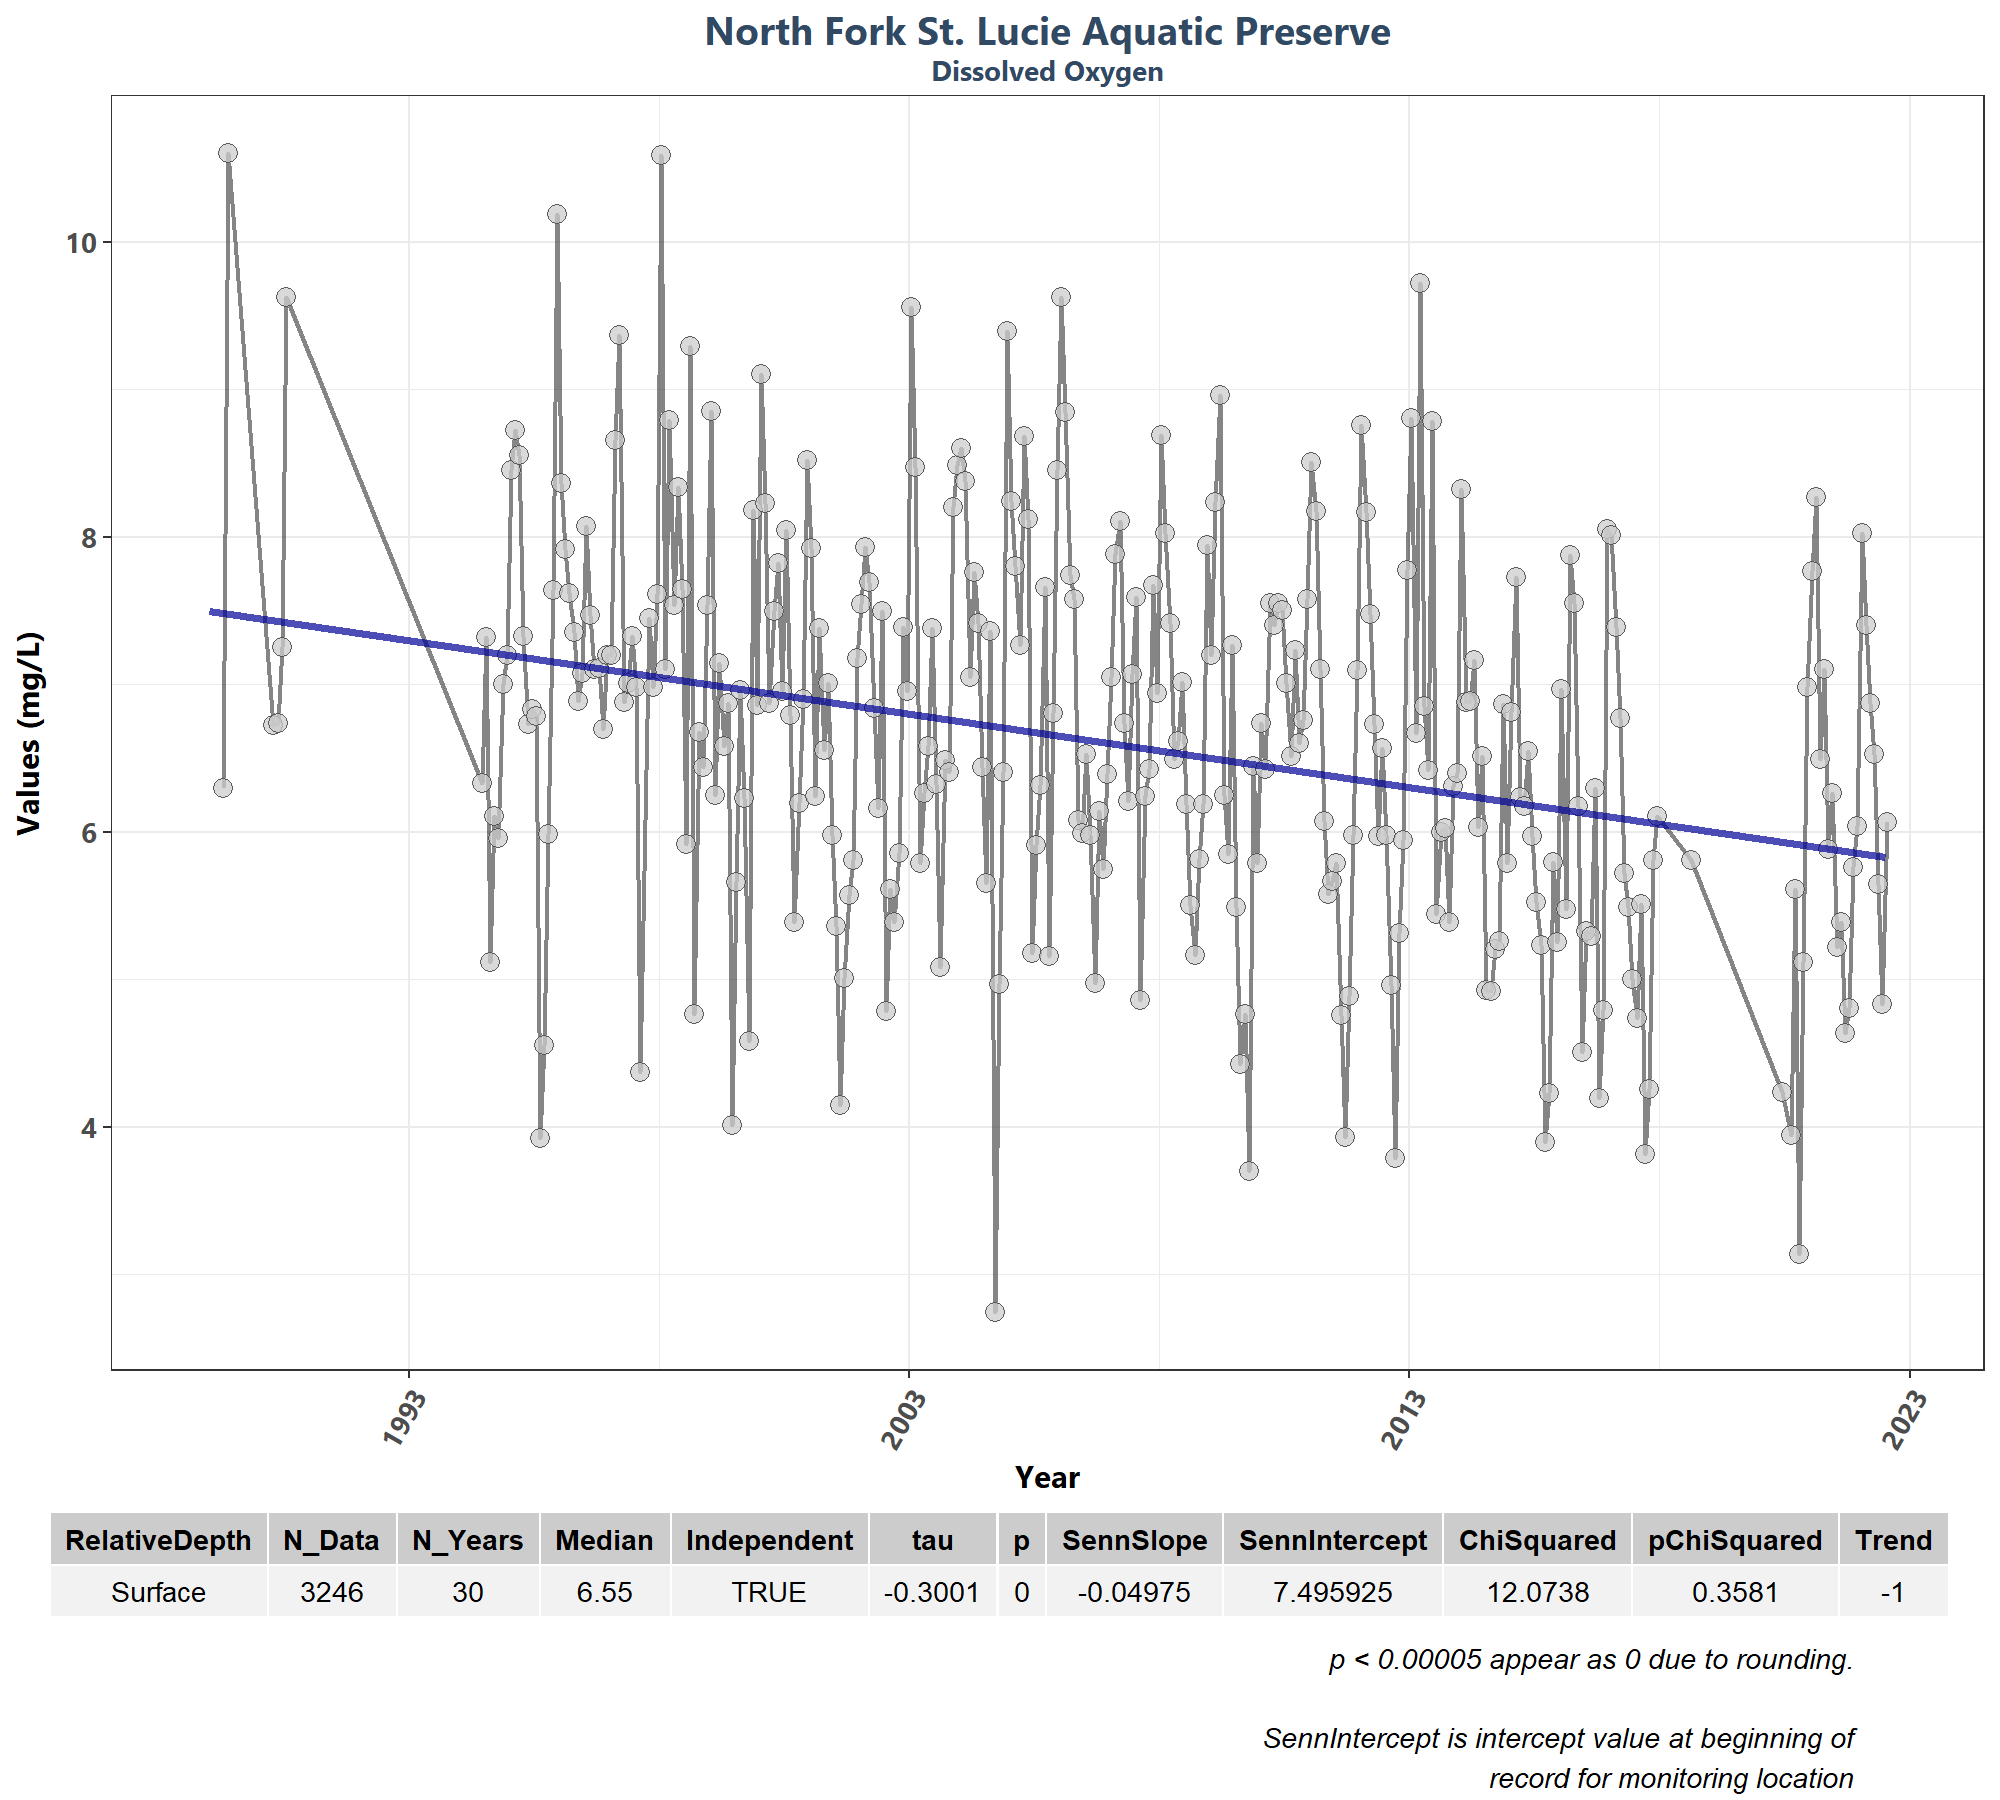 North Fork St. Lucie Aquatic Preserve
Dissolved Oxygen
Values (mg/L)
10
8
6
4
1993 2003 2013 2023
Year
RelativeDepth N_Data N_Years Median Independent tau p SennSlope SennIntercept ChiSquared pChiSquared Trend
Surface 3246 30 6.55 TRUE -0.3001 0 -0.04975 7.495925 12.0738 0.3581 -1
p < 0.00005 appear as 0 due to rounding.
SennIntercept is intercept value at beginning of
record for monitoring location